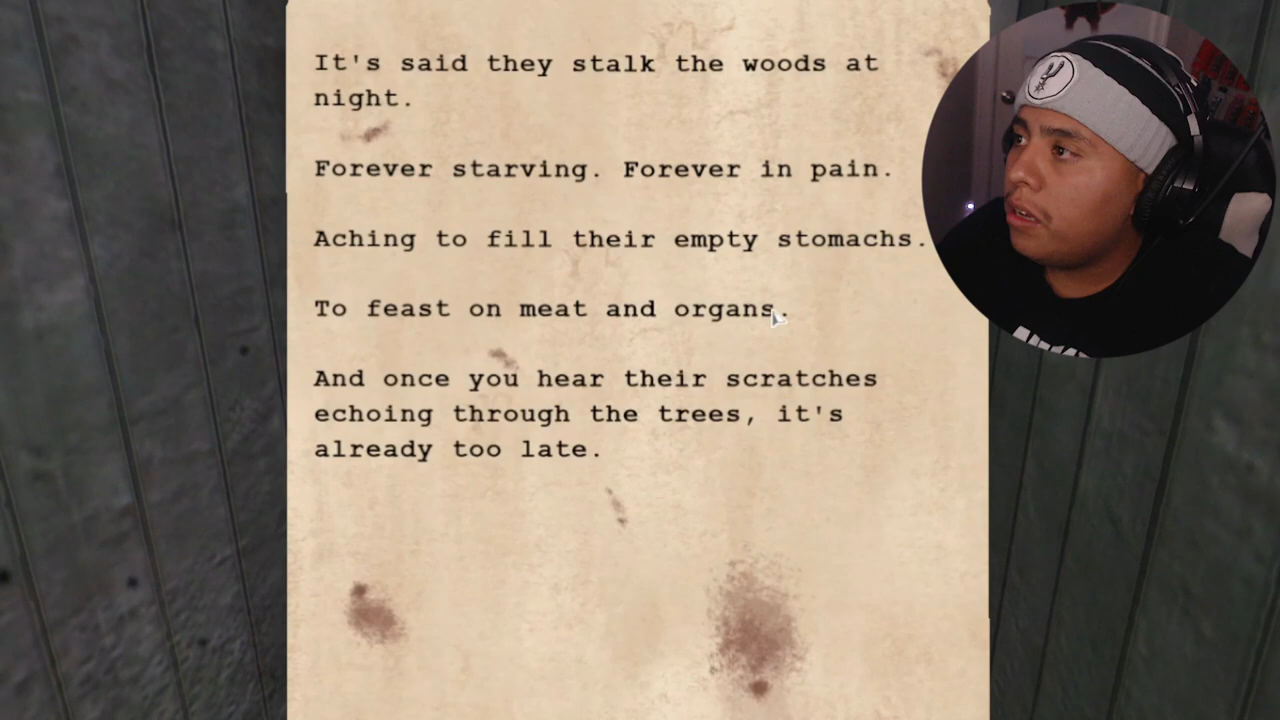 It's said they stalk the woods at
night.
Forever starving. Forever in pain.
Aching to fill their empty stomachs.
To feast on meat and organs.
And once you hear their scratches
echoing through the trees, it's
already too late.